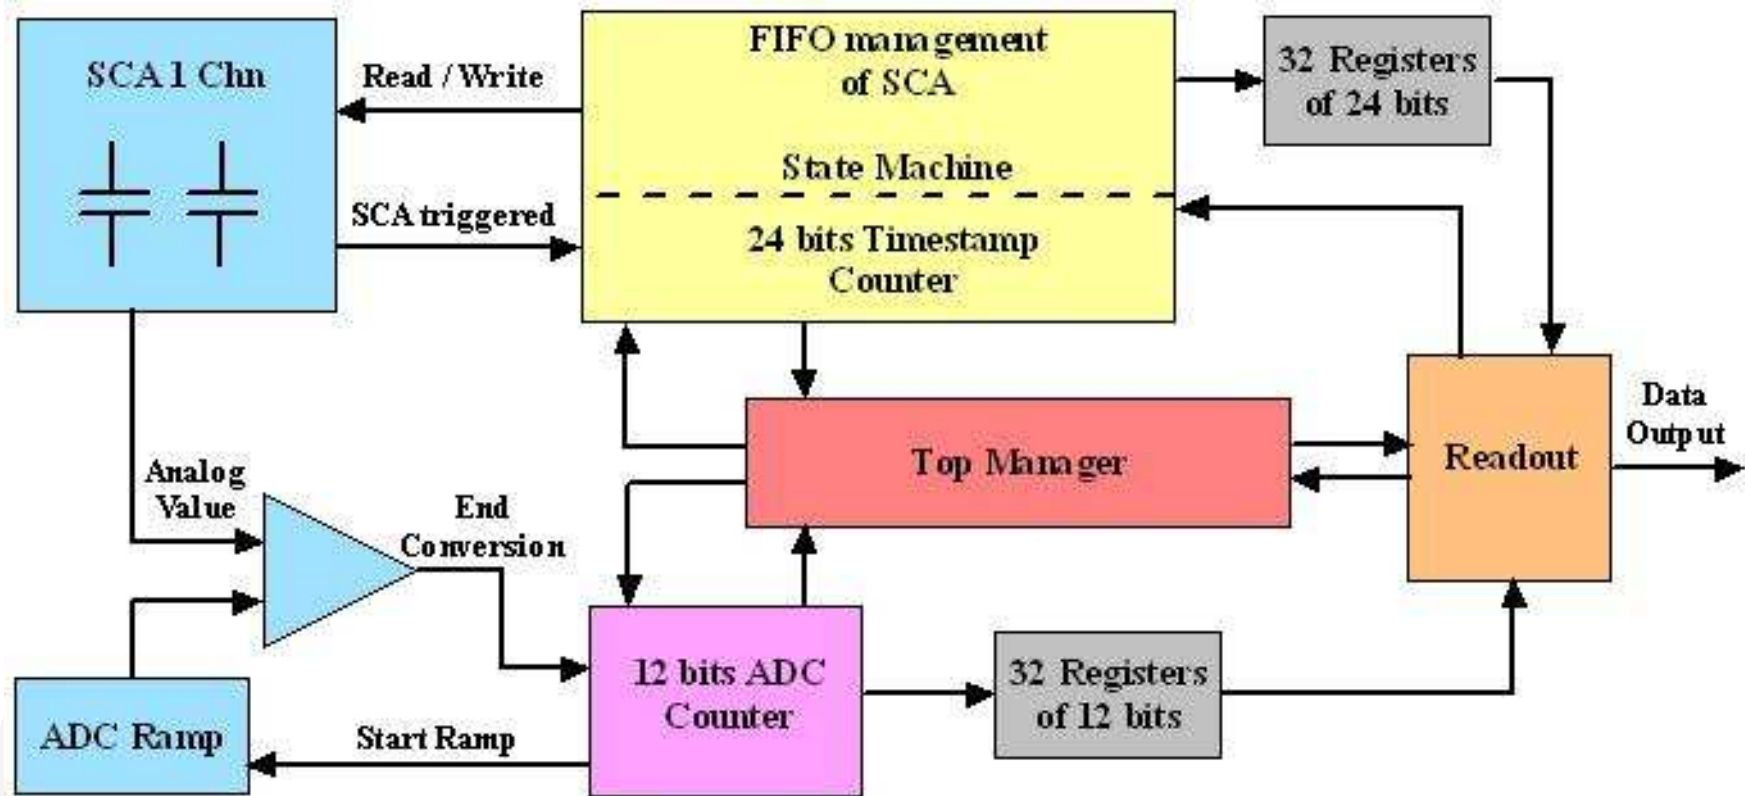 SCA 1 Chn
Read / Write
SCA triggered
FIFO management
of SCA
State Machine
24 bits Timestamp
Counter
32 Registers
of 24 bits
Top Manager
Readout
Data
Output
Analog
Value
End
Conversion
12 bits ADC
Counter
32 Registers
of 12 bits
ADC Ramp
Start Ramp